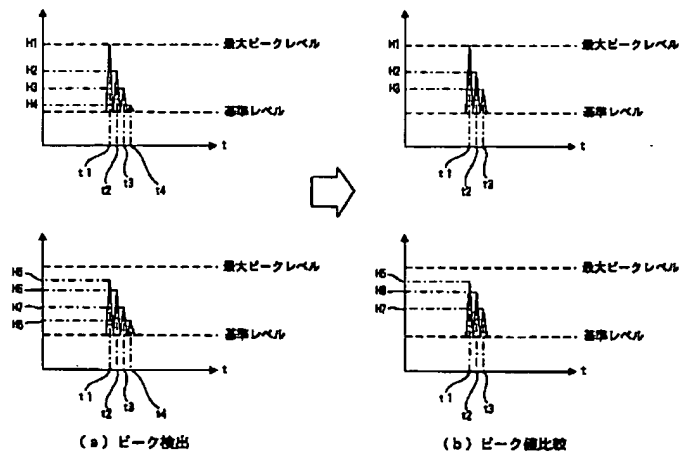 H1
最大ピークレベル
H2
H3
H4
基準レベル
t
t1
t2
t3
t4
H1
最大ピークレベル
H2
H3
基準レベル
t
t1
t2
t3
H5
最大ピークレベル
H6
H7
H8
基準レベル
t
t1
t2
t3
t4
(a) ピーク検出
H5
最大ピークレベル
H6
H7
基準レベル
t
t1
t2
t3
(b) ピーク値比較